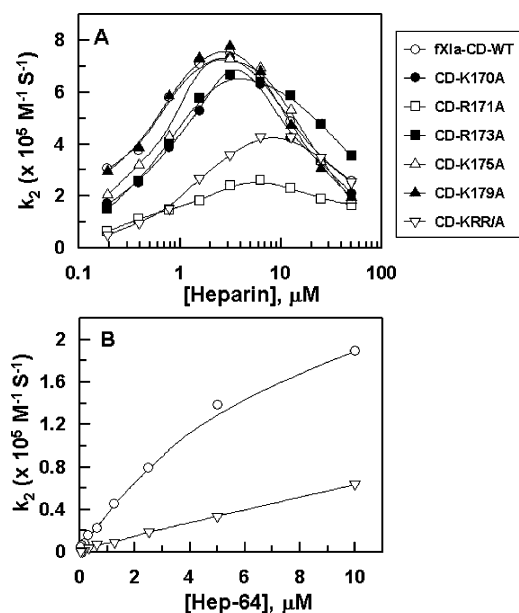 A
k2 (x 10^5 M^-1 S^-1)
8
6
4
2
0
0.1
1
10
100
[Heparin], μM
fXIa-CD-WT
CD-K170A
CD-R171A
CD-R173A
CD-K175A
CD-K179A
CD-KRR/A
B
k2 (x 10^5 M^-1 S^-1)
2
1.6
1.2
0.8
0.4
0
0
2
4
6
8
10
[Hep-64], μM